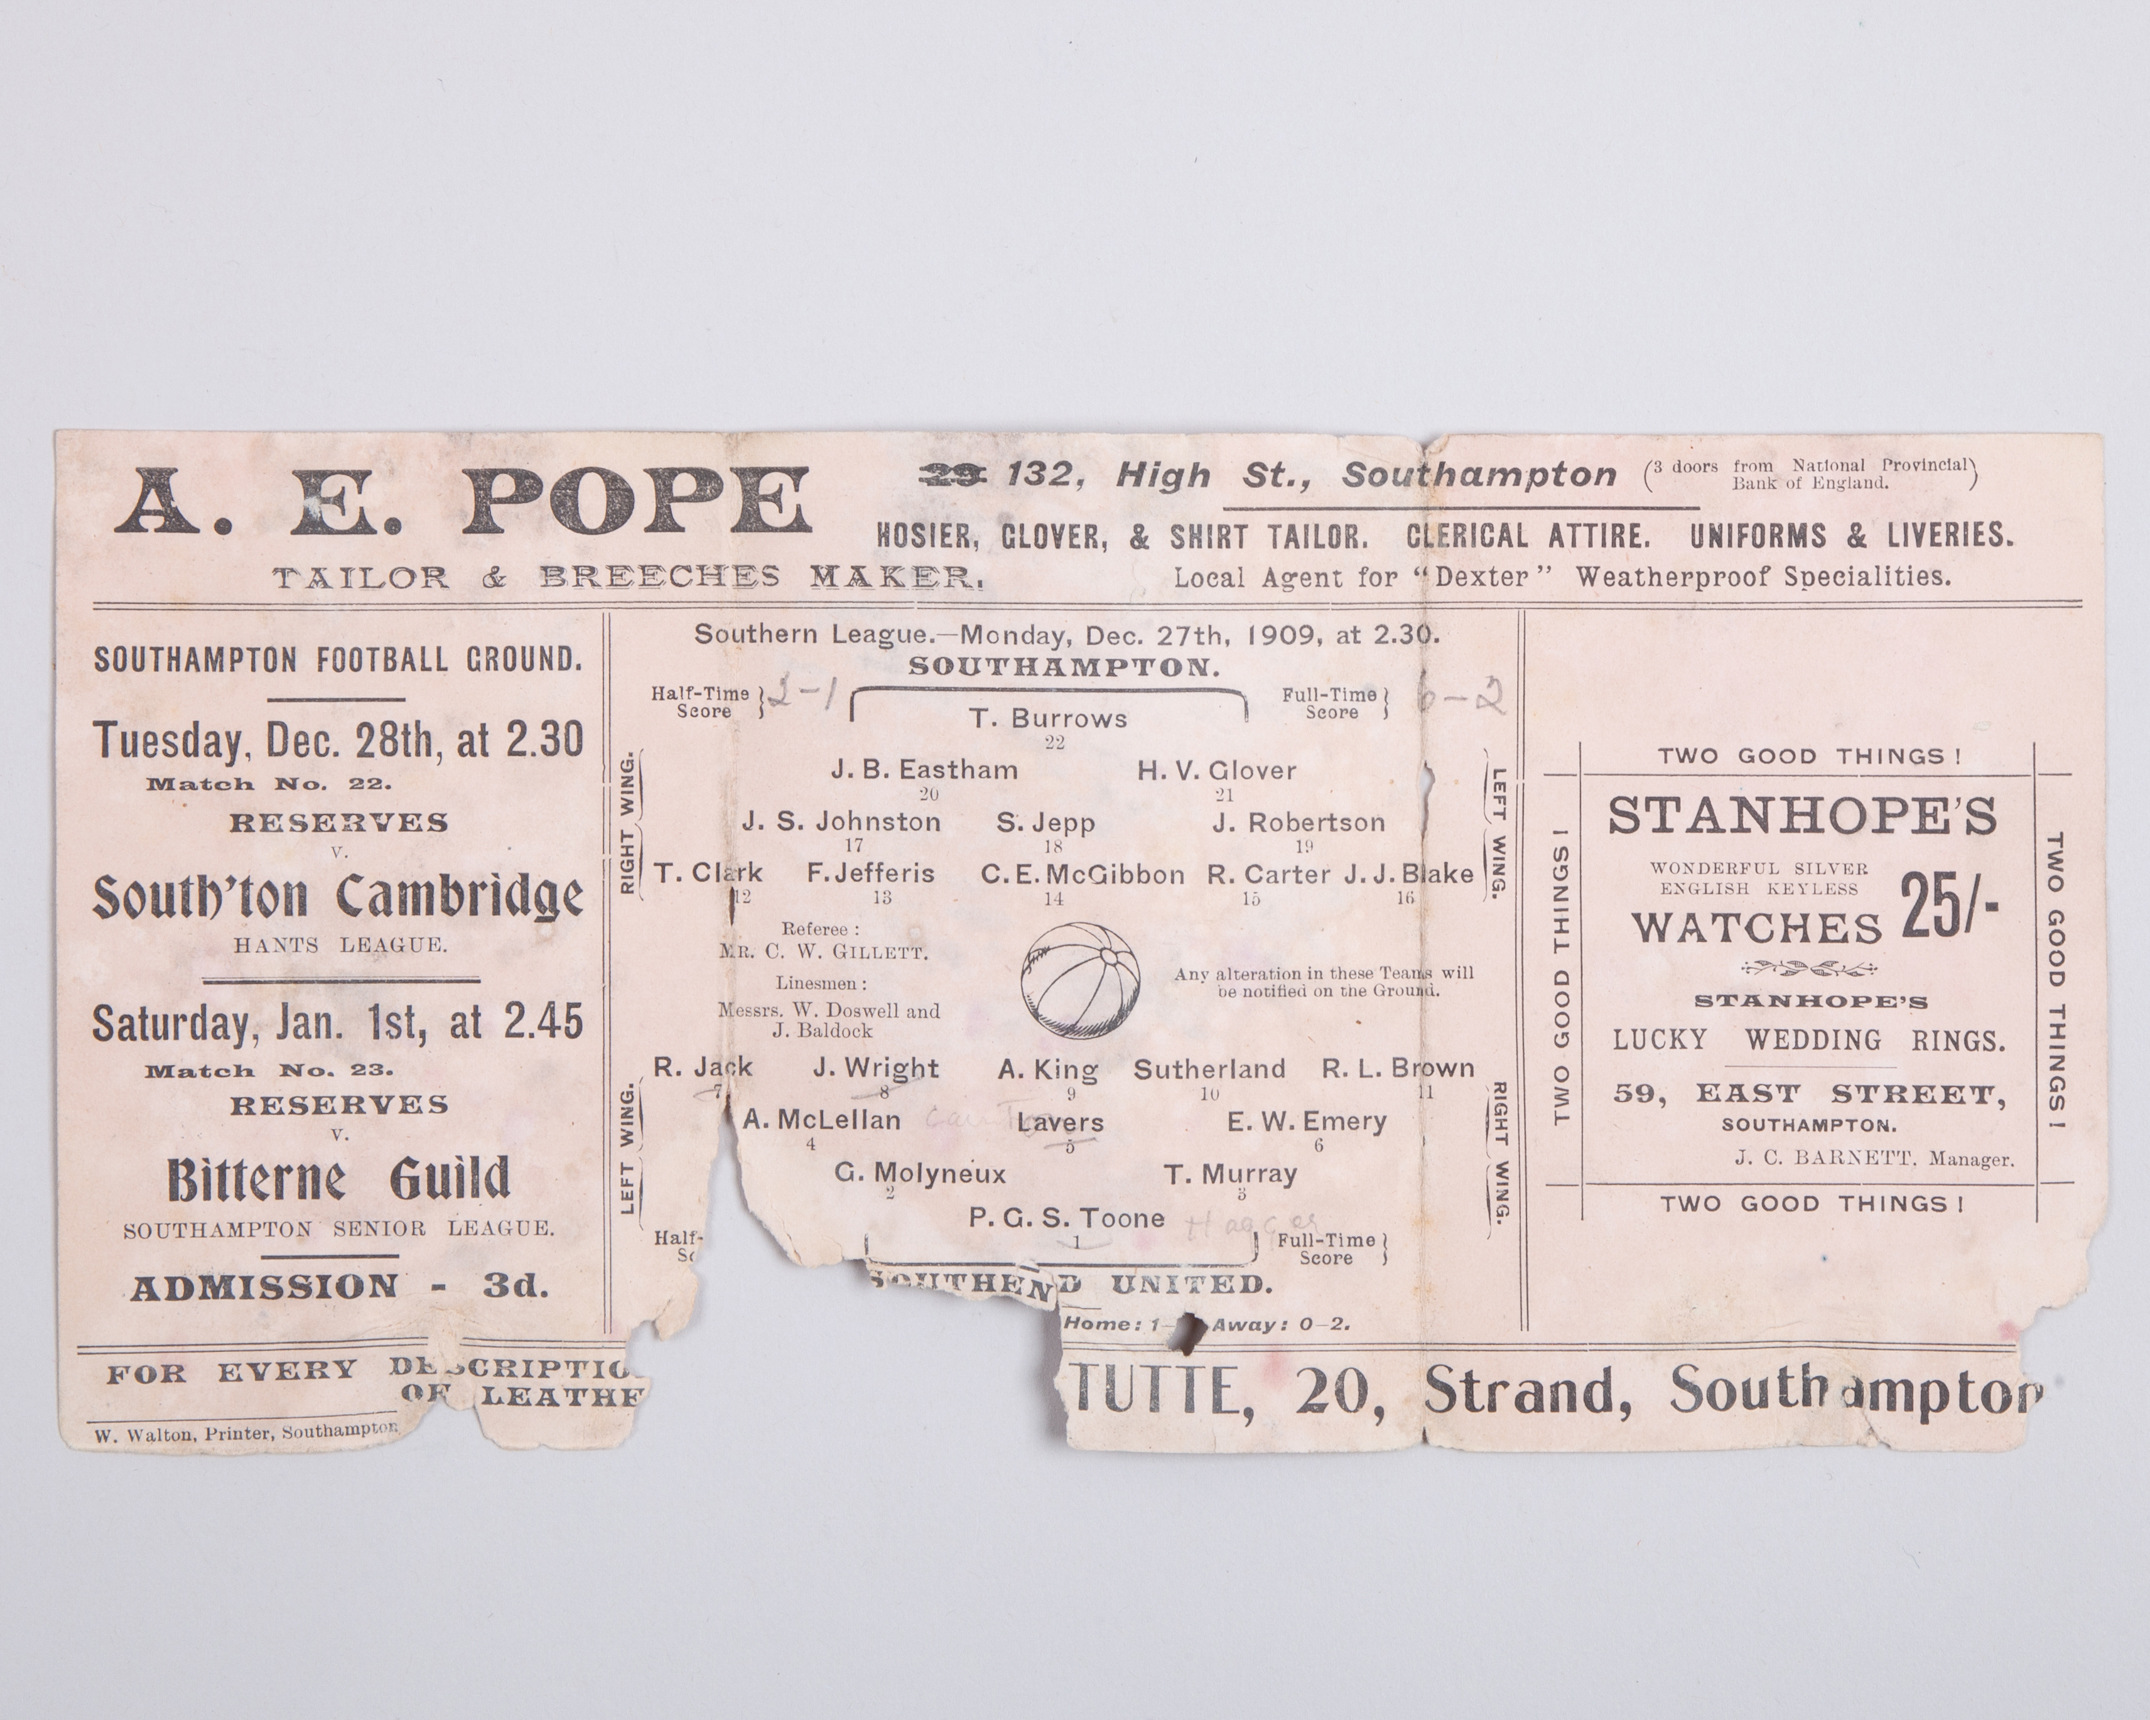 A. E. POPE
TAILOR & BREECHES MAKER.
29 132, High St., Southampton (3 doors from National Provincial Bank of England.)
HOSIER, GLOVER, & SHIRT TAILOR. CLERICAL ATTIRE. UNIFORMS & LIVERIES.
Local Agent for "Dexter" Weatherproof Specialities.
SOUTHAMPTON FOOTBALL GROUND.
Tuesday, Dec. 28th, at 2.30
Match No. 22.
RESERVES
v.
South'ton Cambridge
HANTS LEAGUE.
Saturday, Jan. 1st, at 2.45
Match No. 23.
RESERVES
v.
Bitterne Guild
SOUTHAMPTON SENIOR LEAGUE.
ADMISSION - 3d.
Southern League.—Monday, Dec. 27th, 1909, at 2.30.
SOUTHAMPTON.
Half-Time Score } 2-1
Full-Time Score } 6-2
T. Burrows
22
J. B. Eastham H. V. Glover
20 21
J. S. Johnston S. Jepp J. Robertson
17 18 19
T. Clark F. Jefferis C. E. McGibbon R. Carter J. J. Blake
12 13 14 15 16
RIGHT WING.
LEFT WING.
Referee :
MR. C. W. GILLETT.
Linesmen :
Messrs. W. Doswell and
J. Baldock
Any alteration in these Teams will
be notified on the Ground.
R. Jack J. Wright A. King Sutherland R. L. Brown
7 8 9 10 11
A. McLellan Lavers E. W. Emery
4 5 6
G. Molyneux T. Murray
2 3
P. G. S. Toone
1
LEFT WING.
RIGHT WING.
Half-
Sc
Full-Time Score }
SOUTHEND UNITED.
Home: 1- Away: 0-2.
TWO GOOD THINGS !
TWO GOOD THINGS !
STANHOPE'S
WONDERFUL SILVER
ENGLISH KEYLESS
WATCHES 25/-
STANHOPE'S
LUCKY WEDDING RINGS.
59, EAST STREET,
SOUTHAMPTON.
J. C. BARNETT, Manager.
TWO GOOD THINGS !
TWO GOOD THINGS !
FOR EVERY DESCRIPTIO
OF LEATHE
TUTTE, 20, Strand, Southampton
W. Walton, Printer, Southampton